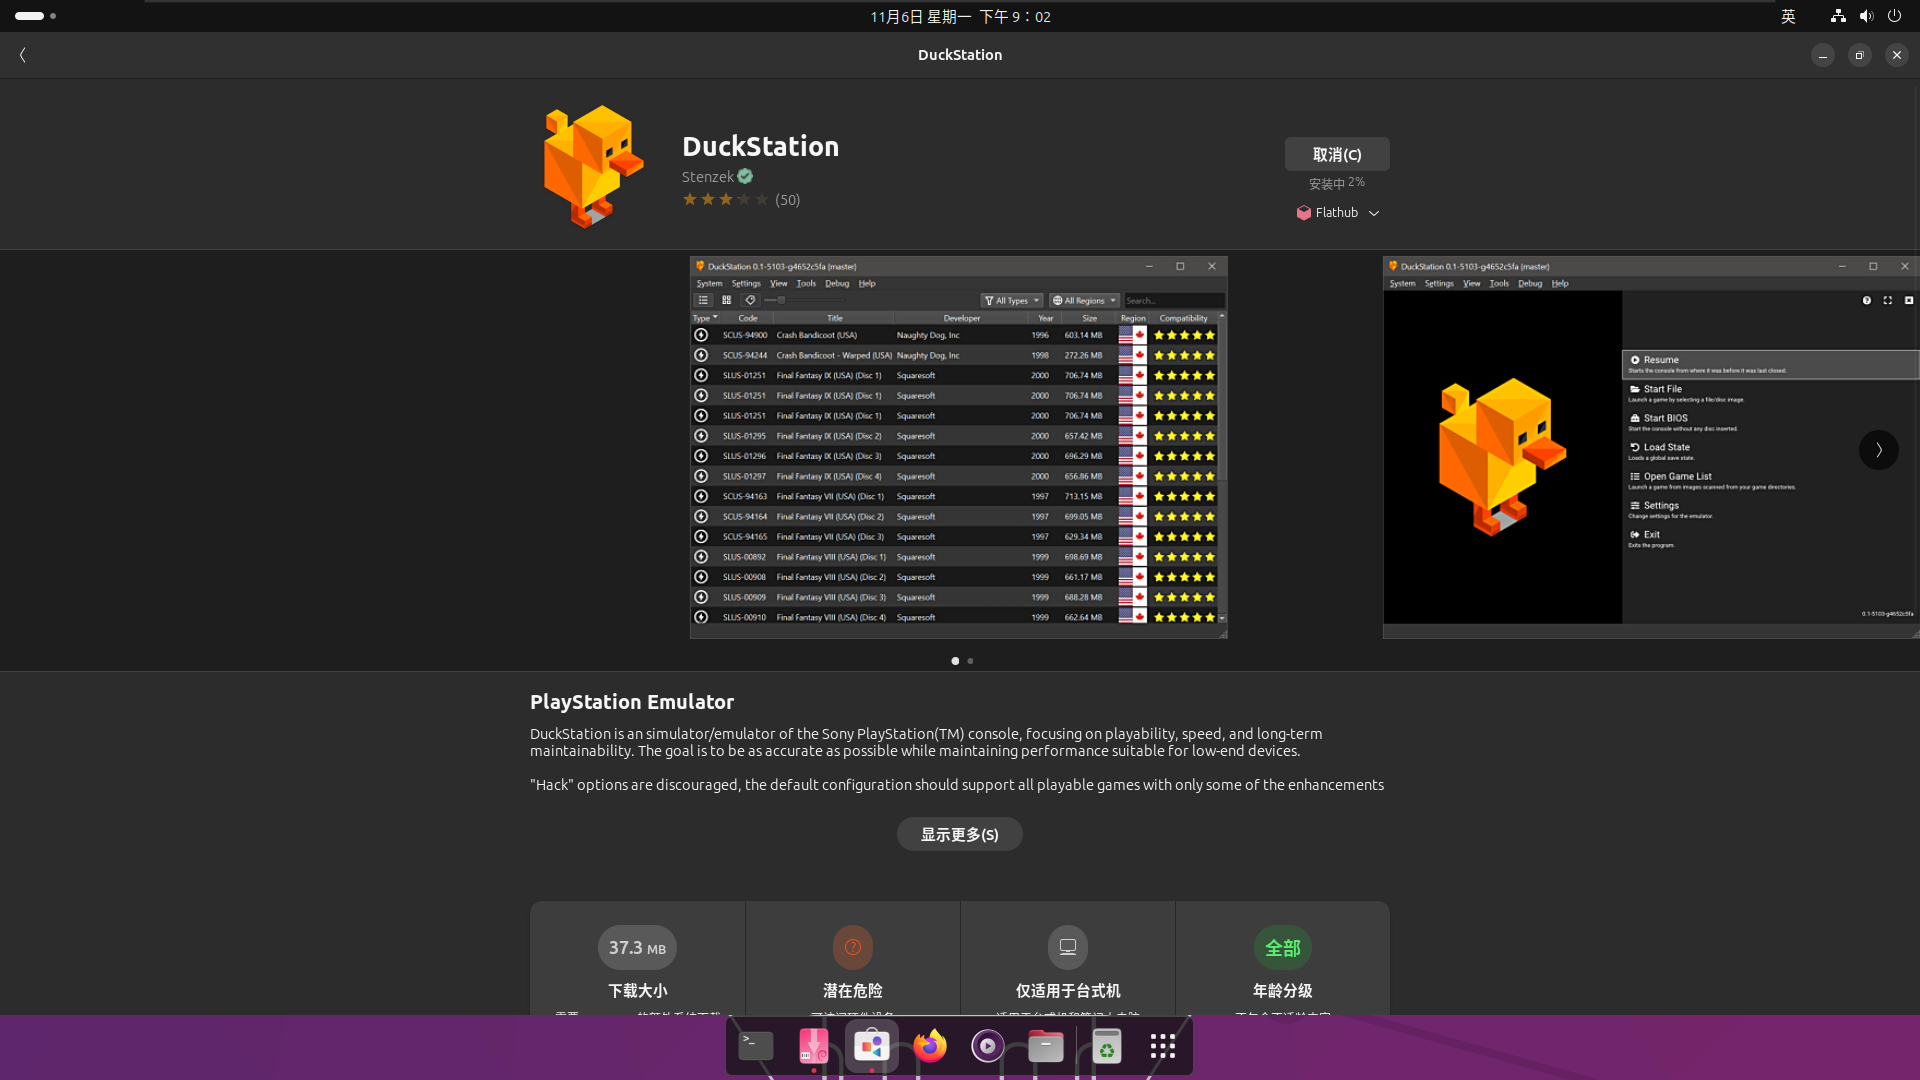 11月6日 星期一 下午 9：02
英
DuckStation
DuckStation
Stenzek
(50)
取消(C)
安装中 2%
Flathub
DuckStation 0.1-5103-g4652c5fa (master)
System Settings View Tools Debug Help
All Types All Regions Search...
Type Code Title Developer Year Size Region Compatibility
SCUS-94900 Crash Bandicoot (USA) Naughty Dog, Inc 1996 603.14 MB
SCUS-94244 Crash Bandicoot - Warped (USA) Naughty Dog, Inc 1998 272.26 MB
SLUS-01251 Final Fantasy IX (USA) (Disc 1) Squaresoft 2000 706.74 MB
SLUS-01251 Final Fantasy IX (USA) (Disc 1) Squaresoft 2000 706.74 MB
SLUS-01251 Final Fantasy IX (USA) (Disc 1) Squaresoft 2000 706.74 MB
SLUS-01295 Final Fantasy IX (USA) (Disc 2) Squaresoft 2000 657.42 MB
SLUS-01296 Final Fantasy IX (USA) (Disc 3) Squaresoft 2000 696.29 MB
SLUS-01297 Final Fantasy IX (USA) (Disc 4) Squaresoft 2000 656.86 MB
SCUS-94163 Final Fantasy VII (USA) (Disc 1) Squaresoft 1997 713.15 MB
SCUS-94164 Final Fantasy VII (USA) (Disc 2) Squaresoft 1997 699.05 MB
SCUS-94165 Final Fantasy VII (USA) (Disc 3) Squaresoft 1997 629.34 MB
SLUS-00892 Final Fantasy VIII (USA) (Disc 1) Squaresoft 1999 698.69 MB
SLUS-00908 Final Fantasy VIII (USA) (Disc 2) Squaresoft 1999 661.17 MB
SLUS-00909 Final Fantasy VIII (USA) (Disc 3) Squaresoft 1999 688.28 MB
SLUS-00910 Final Fantasy VIII (USA) (Disc 4) Squaresoft 1999 662.64 MB
DuckStation 0.1-5103-g4652c5fa (master)
System Settings View Tools Debug Help
Resume
Starts the console from where it was before it was last closed.
Start File
Launch a game by selecting a file/disc image.
Start BIOS
Start the console without any disc inserted.
Load State
Loads a global save state.
Open Game List
Launch a game from images scanned from your game directories.
Settings
Change settings for the emulator.
Exit
Exits the program.
0.1-5103-g4652c5fa
PlayStation Emulator
DuckStation is an simulator/emulator of the Sony PlayStation(TM) console, focusing on playability, speed, and long-term
maintainability. The goal is to be as accurate as possible while maintaining performance suitable for low-end devices.
"Hack" options are discouraged, the default configuration should support all playable games with only some of the enhancements
显示更多(S)
37.3 MB
下载大小
潜在危险
仅适用于台式机
全部
年龄分级